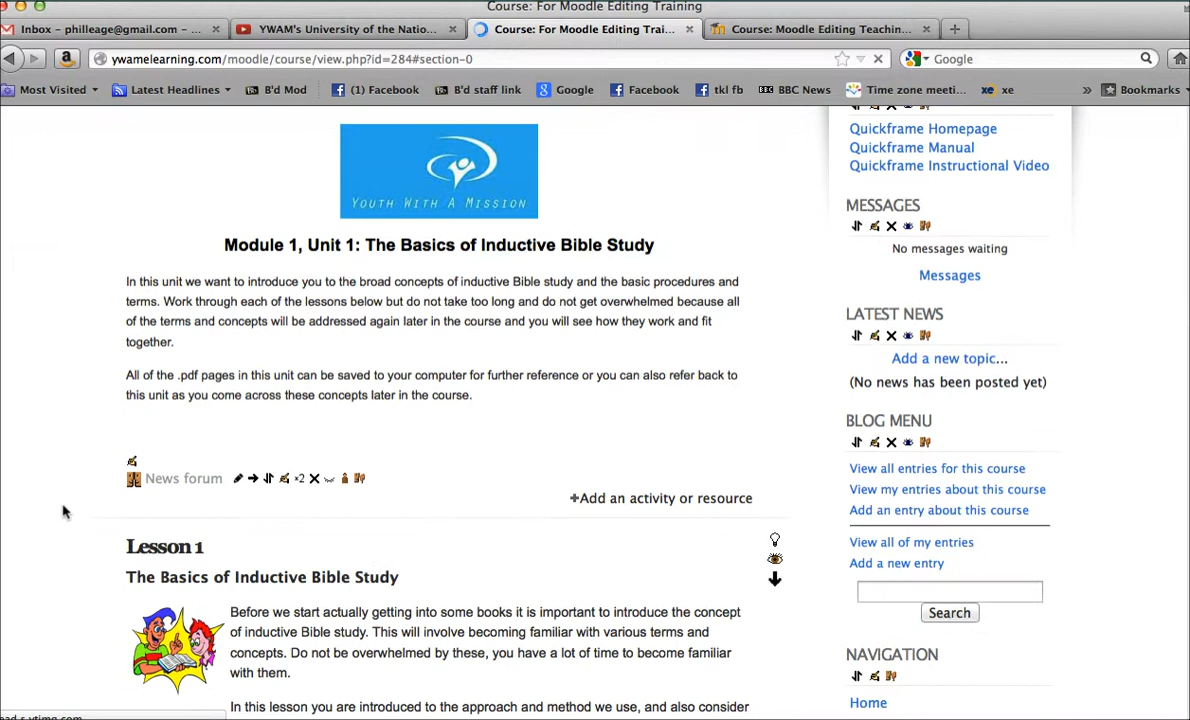 Course: For Moodle Editing Training
Inbox – philleage@gmail.com – ...
YWAM's University of the Natio...
Course: For Moodle Editing Trai...
Course: Moodle Editing Teachin...
ywamelearning.com/moodle/course/view.php?id=284#section-0
Google
Most Visited
Latest Headlines
B'd Mod
(1) Facebook
B'd staff link
Google
Facebook
tkl fb
BBC News
Time zone meeti...
xe
» Bookmarks
YOUTH WITH A MISSION
Module 1, Unit 1: The Basics of Inductive Bible Study
In this unit we want to introduce you to the broad concepts of inductive Bible study and the basic procedures and
terms. Work through each of the lessons below but do not take too long and do not get overwhelmed because all
of the terms and concepts will be addressed again later in the course and you will see how they work and fit
together.
All of the .pdf pages in this unit can be saved to your computer for further reference or you can also refer back to
this unit as you come across these concepts later in the course.
News forum ×2
+Add an activity or resource
Lesson 1
The Basics of Inductive Bible Study
Before we start actually getting into some books it is important to introduce the concept
of inductive Bible study. This will involve becoming familiar with various terms and
concepts. Do not be overwhelmed by these, you have a lot of time to become familiar
with them.
In this lesson you are introduced to the approach and method we use, and also consider
Quickframe Homepage
Quickframe Manual
Quickframe Instructional Video
MESSAGES
No messages waiting
Messages
LATEST NEWS
Add a new topic...
(No news has been posted yet)
BLOG MENU
View all entries for this course
View my entries about this course
Add an entry about this course
View all of my entries
Add a new entry
Search
NAVIGATION
Home